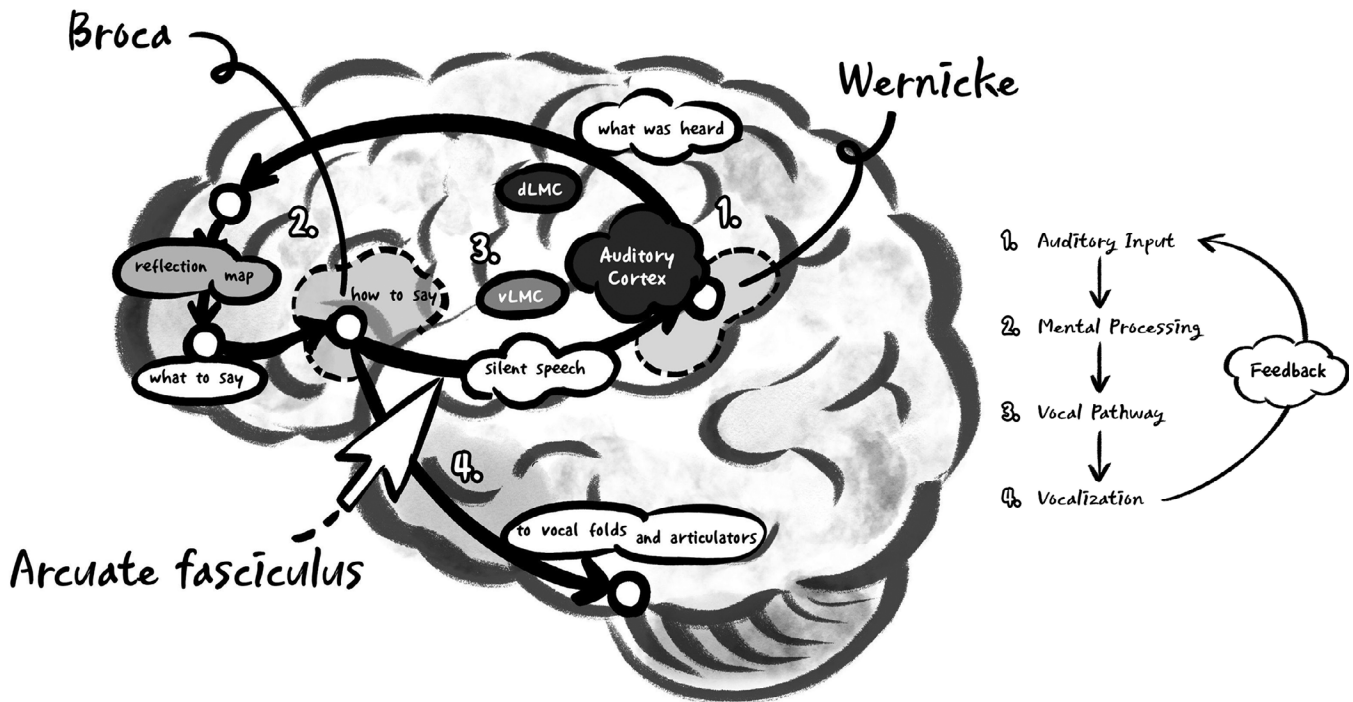 Broca
Wernicke
what was heard
dLMC
1.
2.
3.
Auditory
Cortex
reflection map
how to say
vLMC
what to say
silent speech
4.
to vocal folds and articulators
Arcuate fasciculus
1. Auditory Input
2. Mental Processing
3. Vocal Pathway
4. Vocalization
Feedback